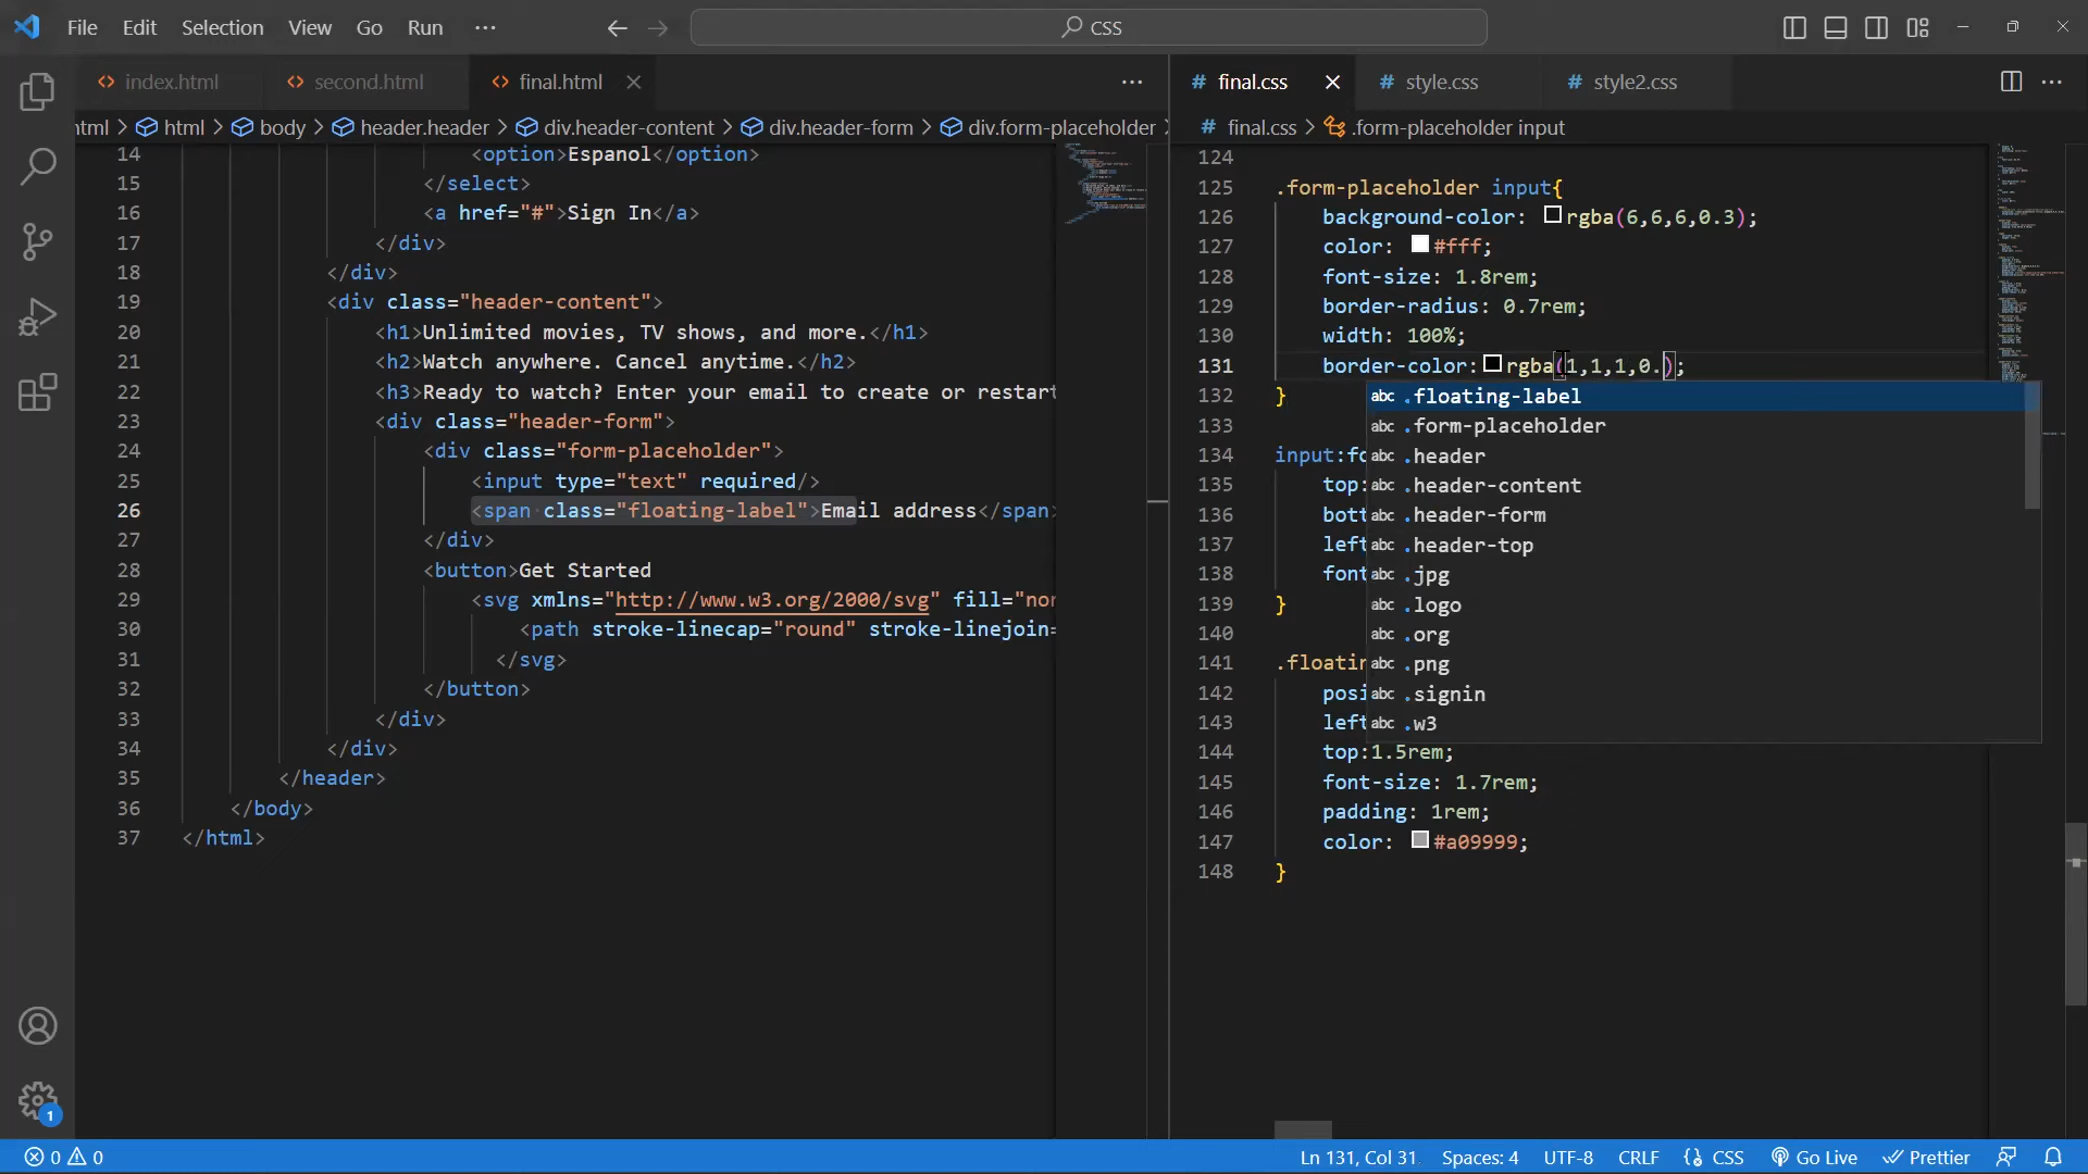 File Edit Selection View Go Run ··· CSS
index.html second.html final.html
final.css style.css style2.css
html > body > header.header > div.header-content > div.header-form > div.form-placeholder
final.css > .form-placeholder input
14 <option>Espanol</option>
15 </select>
16 <a href="#">Sign In</a>
17 </div>
18 </div>
19 <div class="header-content">
20 <h1>Unlimited movies, TV shows, and more.</h1>
21 <h2>Watch anywhere. Cancel anytime.</h2>
22 <h3>Ready to watch? Enter your email to create or restart
23 <div class="header-form">
24 <div class="form-placeholder">
25 <input type="text" required/>
26 <span class="floating-label">Email address</span>
27 </div>
28 <button>Get Started
29 <svg xmlns="http://www.w3.org/2000/svg" fill="nor
30 <path stroke-linecap="round" stroke-linejoin=
31 </svg>
32 </button>
33 </div>
34 </div>
35 </header>
36 </body>
37 </html>
124
125 .form-placeholder input{
126 background-color: rgba(6,6,6,0.3);
127 color: #fff;
128 font-size: 1.8rem;
129 border-radius: 0.7rem;
130 width: 100%;
131 border-color: rgba(1,1,1,0.);
132 }
133
134 input:fo
135 top:
136 bott
137 left
138 font
139 }
140
141 .floatin
142 posi
143 left
144 top:1.5rem;
145 font-size: 1.7rem;
146 padding: 1rem;
147 color: #a09999;
148 }
abc .floating-label
abc .form-placeholder
abc .header
abc .header-content
abc .header-form
abc .header-top
abc .jpg
abc .logo
abc .org
abc .png
abc .signin
abc .w3
1
0 0 Ln 131, Col 31 Spaces: 4 UTF-8 CRLF {} CSS Go Live Prettier